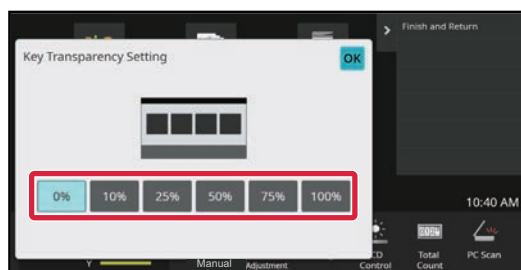 Finish and Return
Key Transparency Setting
OK
0%
10%
25%
50%
75%
100%
10:40 AM
Y
Manual
Adjustment
Control
Total
Count
PC Scan